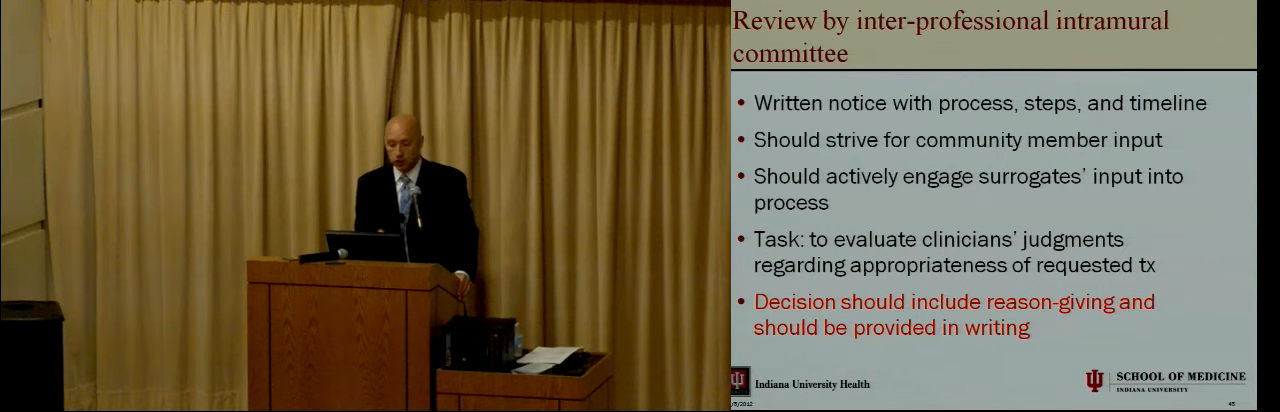 Review by inter-professional intramural
committee
• Written notice with process, steps, and timeline
• Should strive for community member input
• Should actively engage surrogates' input into
process
• Task: to evaluate clinicians' judgments
regarding appropriateness of requested tx
• Decision should include reason-giving and
should be provided in writing
Indiana University Health
SCHOOL OF MEDICINE
INDIANA UNIVERSITY